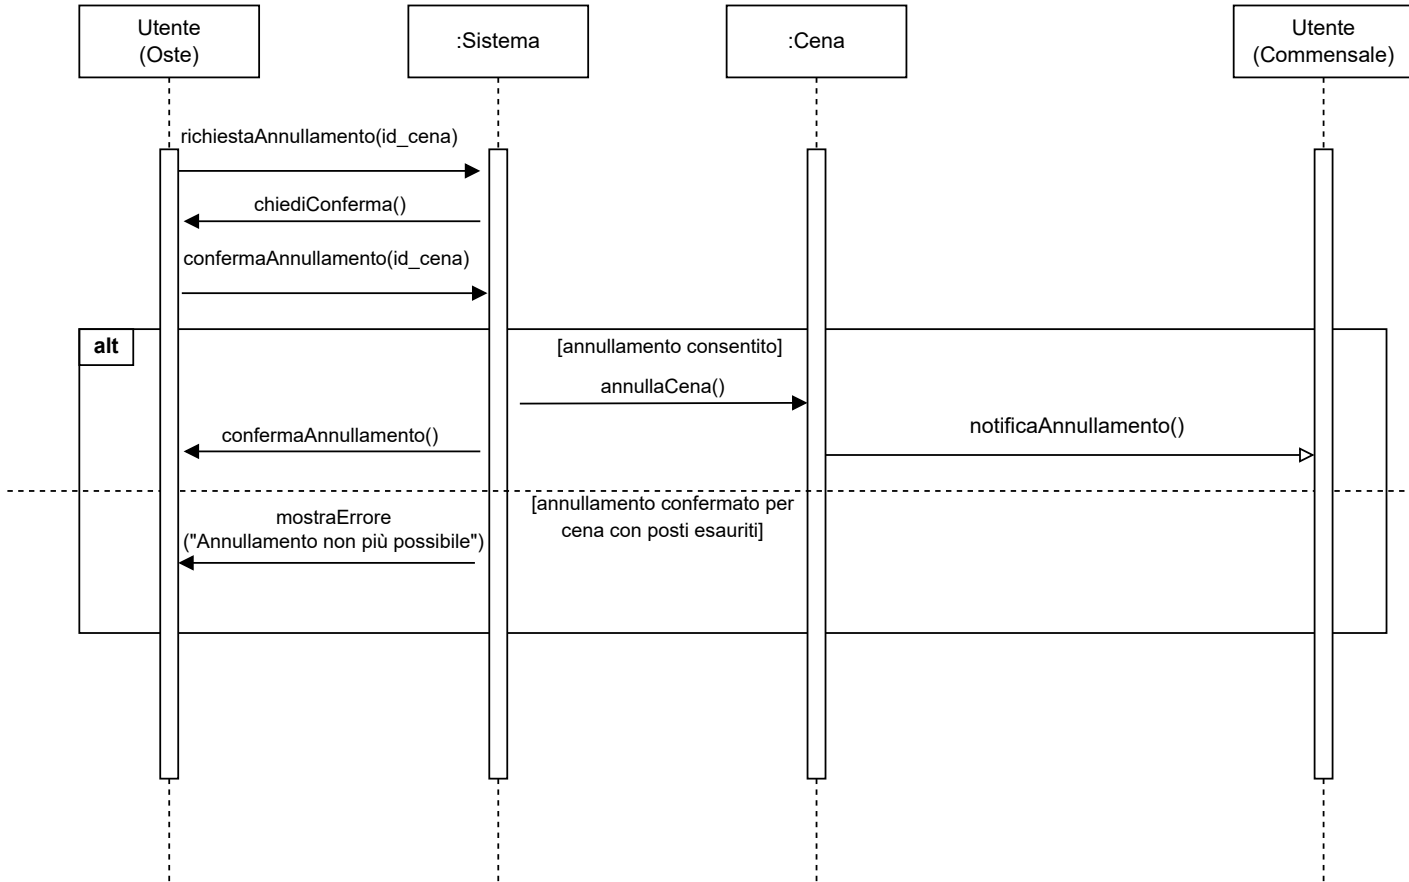 Utente
(Oste)
:Sistema
:Cena
Utente
(Commensale)
richiestaAnnullamento(id_cena)
chiediConferma()
confermaAnnullamento(id_cena)
alt
[annullamento consentito]
annullaCena()
confermaAnnullamento()
notificaAnnullamento()
[annullamento confermato per
cena con posti esauriti]
mostraErrore
("Annullamento non più possibile")